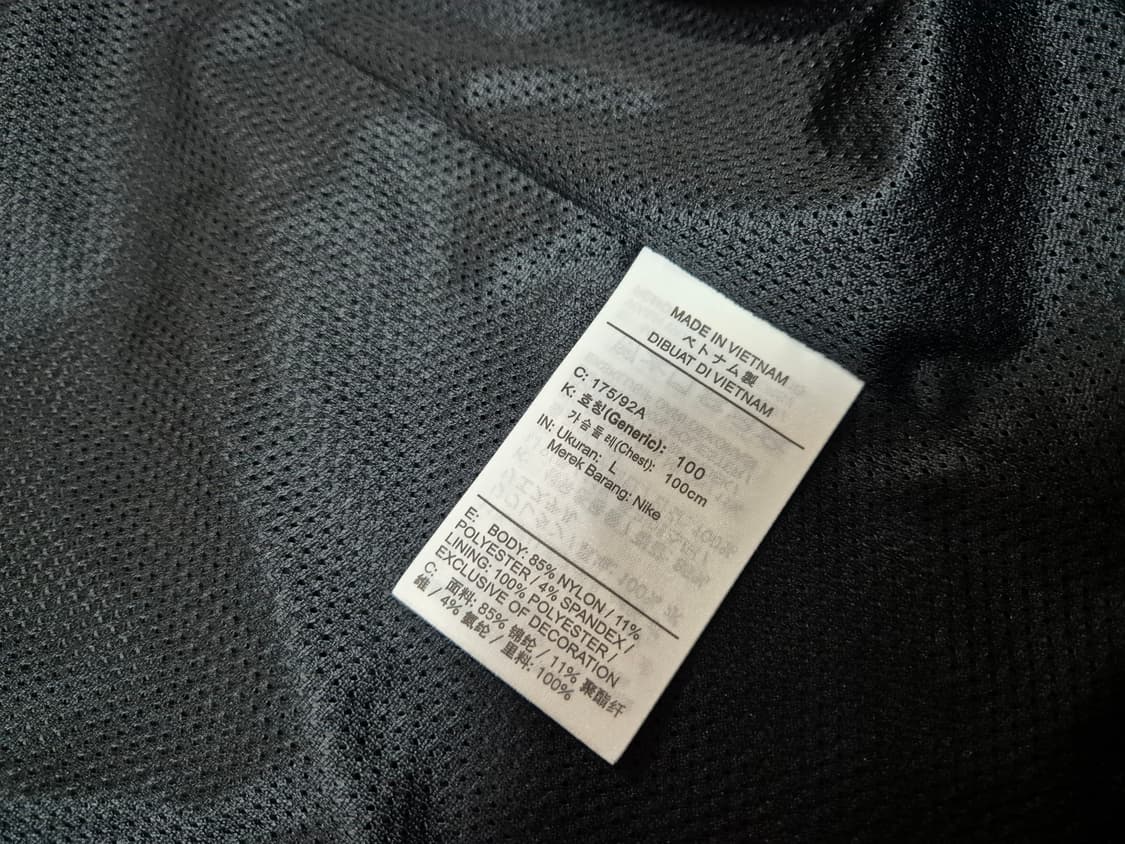 MADE IN VIETNAM
ベトナム製
DIBUAT DI VIETNAM
C: 175/92A
K: 호칭(Generic): 100
가슴둘레(Chest): 100cm
IN: Ukuran: L
Merek Barang: Nike
E: BODY: 85% NYLON / 11%
POLYESTER / 4% SPANDEX /
LINING: 100% POLYESTER /
EXCLUSIVE OF DECORATION
C: 面料: 85% 锦纶 / 11% 聚酯纤
维 / 4% 氨纶 / 里料: 100%